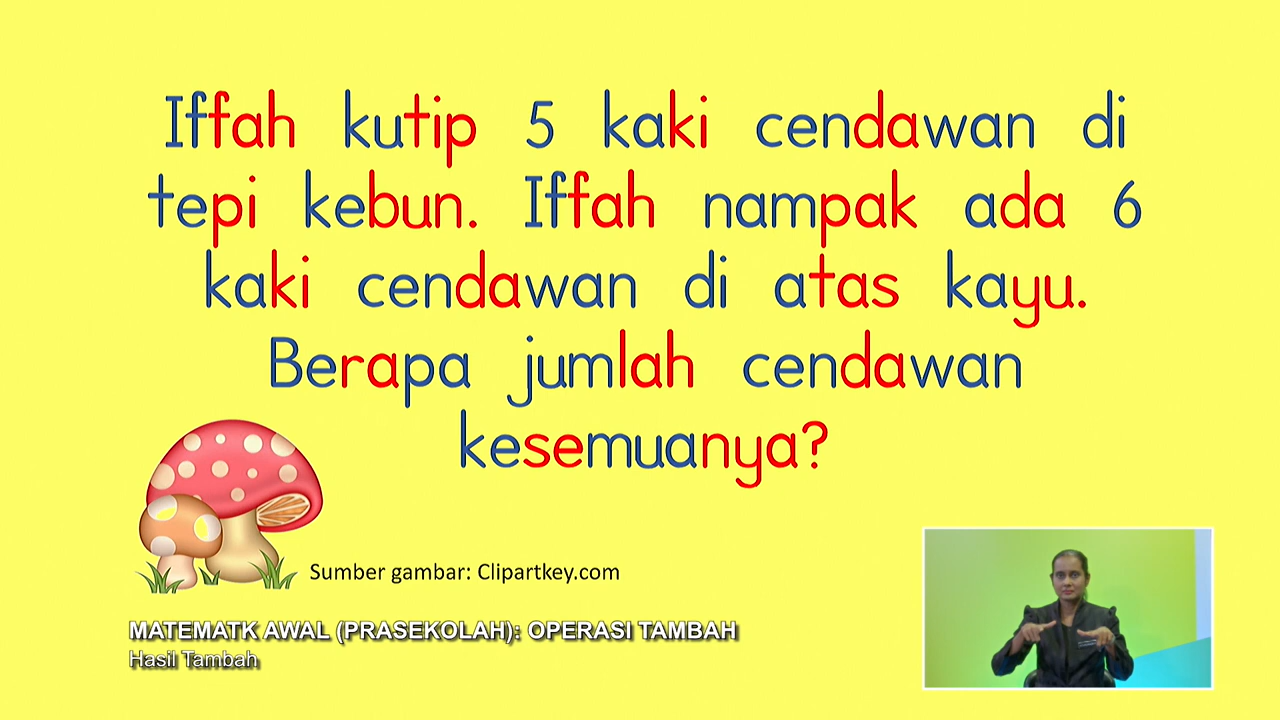 Iffah kutip 5 kaki cendawan di
tepi kebun. Iffah nampak ada 6
kaki cendawan di atas kayu.
Berapa jumlah cendawan
kesemuanya?
Sumber gambar: Clipartkey.com
MATEMATK AWAL (PRASEKOLAH): OPERASI TAMBAH
Hasil Tambah